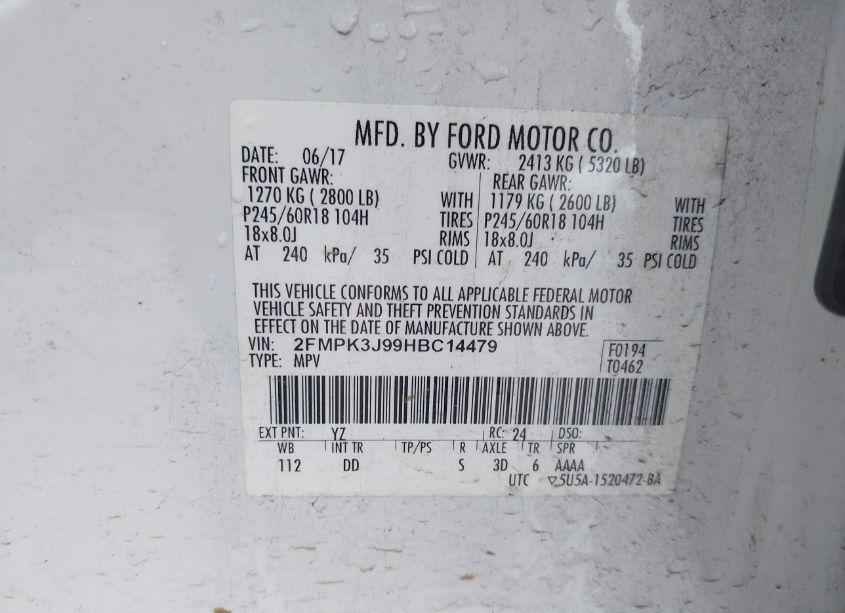 MFD. BY FORD MOTOR CO.
DATE: 06/17 GVWR: 2413 KG ( 5320 LB)
FRONT GAWR: REAR GAWR:
1270 KG ( 2800 LB) WITH 1179 KG ( 2600 LB) WITH
P245/60R18 104H TIRES P245/60R18 104H TIRES
18x8.0J RIMS 18x8.0J RIMS
AT 240 kPa/ 35 PSI COLD AT 240 kPa/ 35 PSI COLD
THIS VEHICLE CONFORMS TO ALL APPLICABLE FEDERAL MOTOR
VEHICLE SAFETY AND THEFT PREVENTION STANDARDS IN
EFFECT ON THE DATE OF MANUFACTURE SHOWN ABOVE.
VIN: 2FMPK3J99HBC14479 F0194
TYPE: MPV T0462
EXT PNT: YZ RC: 24 DSO:
WB INT TR TP/PS R AXLE TR SPR
112 DD S 3D 6 AAAA
UTC ▽5U5A-1520472-BA